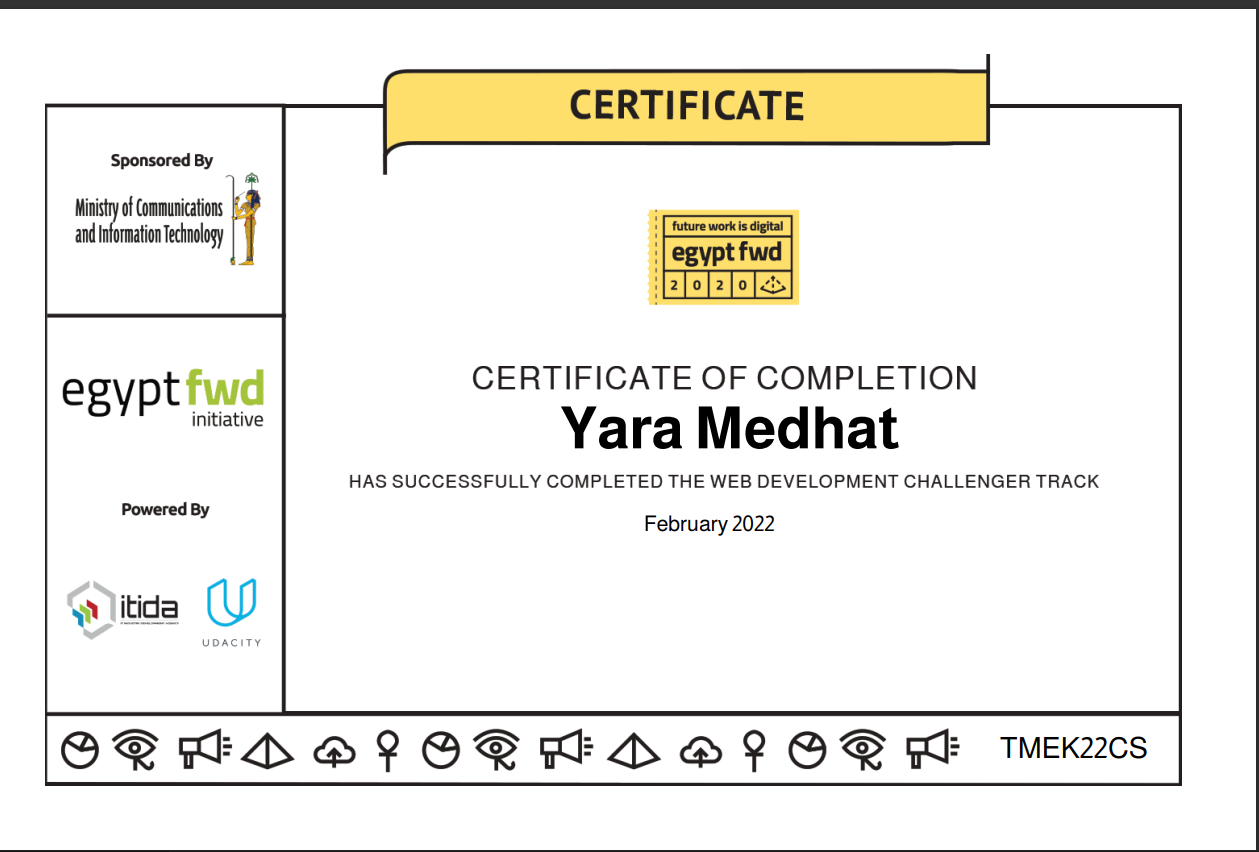 CERTIFICATE
Sponsored By
Ministry of Communications
and Information Technology
egypt fwd
initiative
Powered By
itida
UDACITY
future work is digital
egypt fwd
2 0 2 0
CERTIFICATE OF COMPLETION
Yara Medhat
HAS SUCCESSFULLY COMPLETED THE WEB DEVELOPMENT CHALLENGER TRACK
February 2022
TMEK22CS